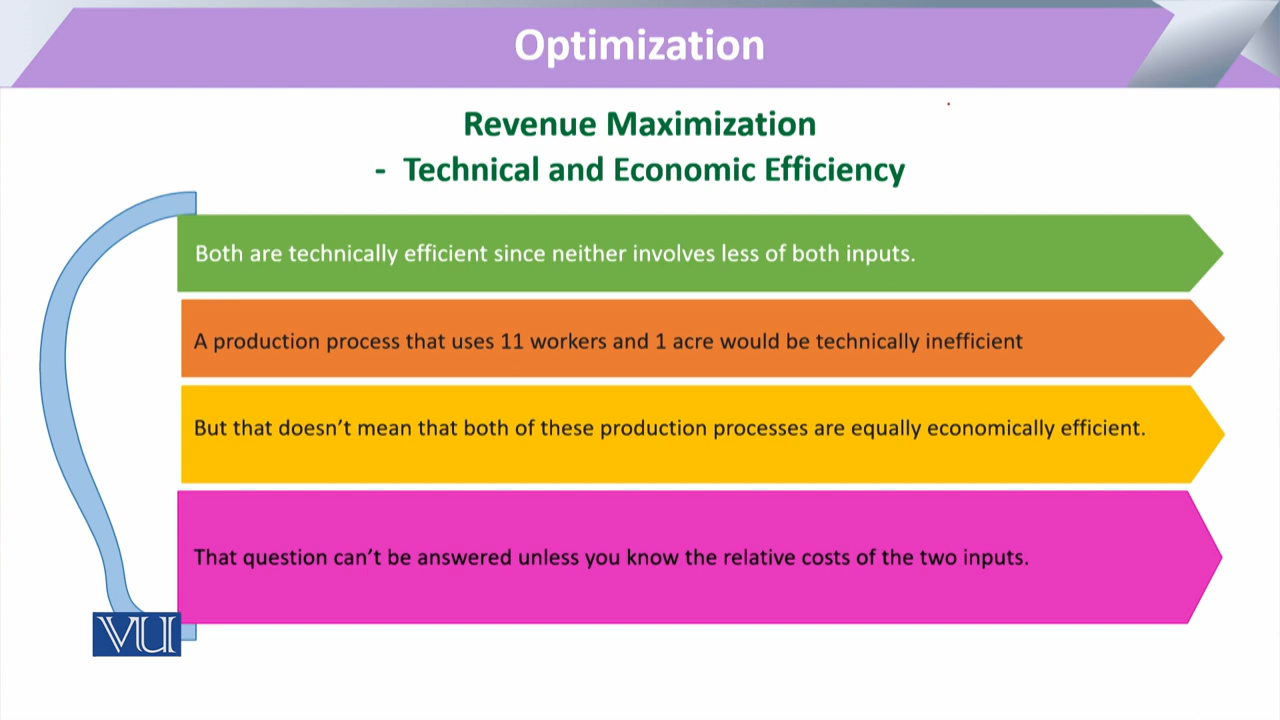 Optimization
Revenue Maximization
- Technical and Economic Efficiency
Both are technically efficient since neither involves less of both inputs.
A production process that uses 11 workers and 1 acre would be technically inefficient
But that doesn’t mean that both of these production processes are equally economically efficient.
That question can’t be answered unless you know the relative costs of the two inputs.
VU